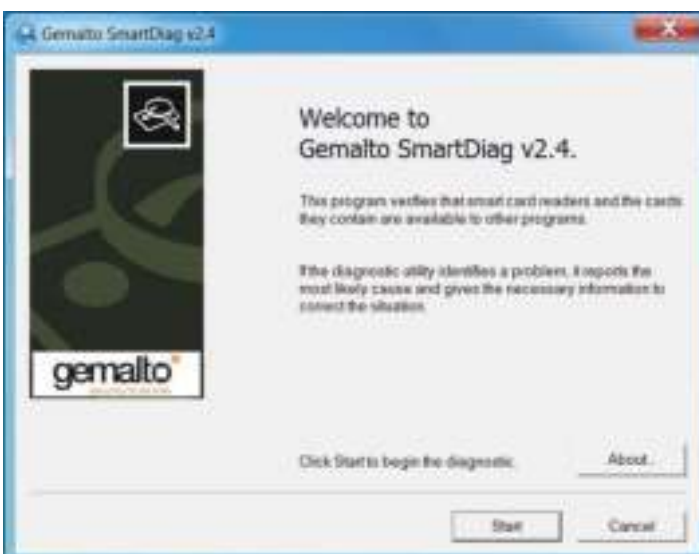 Gemalto SmartDiag v2.4
Welcome to
Gemalto SmartDiag v2.4.
This program verifies that smart card readers and the cards
they contain are available to other programs.
If the diagnostic utility identifies a problem, it reports the
most likely cause and gives the necessary information to
correct the situation.
gemalto
Click Start to begin the diagnostic.
About..
Start
Cancel